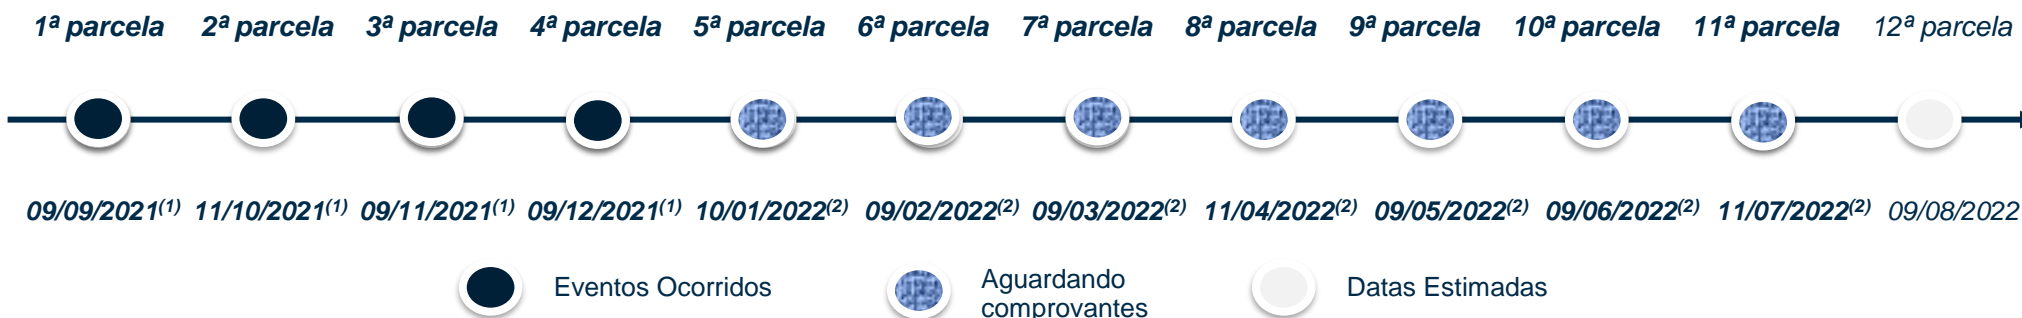 1ª parcela 2ª parcela 3ª parcela 4ª parcela 5ª parcela 6ª parcela 7ª parcela 8ª parcela 9ª parcela 10ª parcela 11ª parcela 12ª parcela
09/09/2021(1) 11/10/2021(1) 09/11/2021(1) 09/12/2021(1) 10/01/2022(2) 09/02/2022(2) 09/03/2022(2) 11/04/2022(2) 09/05/2022(2) 09/06/2022(2) 11/07/2022(2) 09/08/2022
Eventos Ocorridos
Aguardando
comprovantes
Datas Estimadas